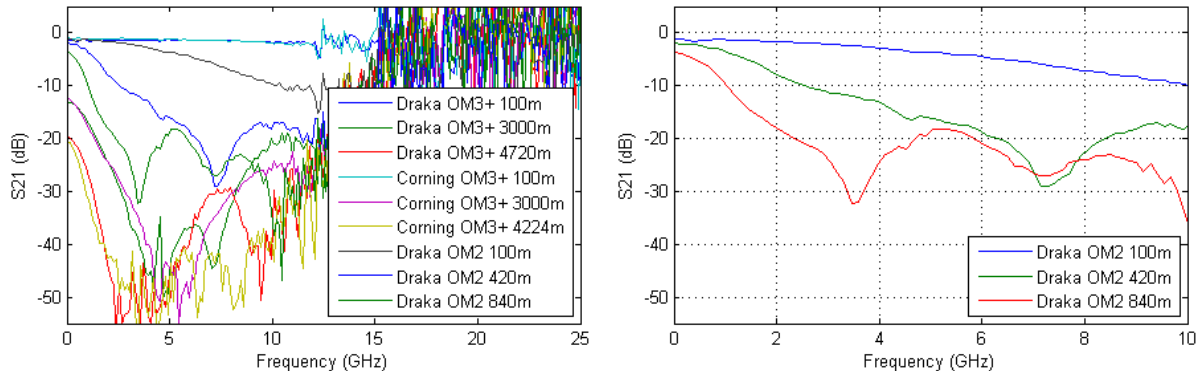 0
-10
-20
-30
-40
-50
S21 (dB)
0
5
10
15
20
25
Frequency (GHz)
Draka OM3+ 100m
Draka OM3+ 3000m
Draka OM3+ 4720m
Corning OM3+ 100m
Corning OM3+ 3000m
Corning OM3+ 4224m
Draka OM2 100m
Draka OM2 420m
Draka OM2 840m
0
-10
-20
-30
-40
-50
S21 (dB)
0
2
4
6
8
10
Frequency (GHz)
Draka OM2 100m
Draka OM2 420m
Draka OM2 840m